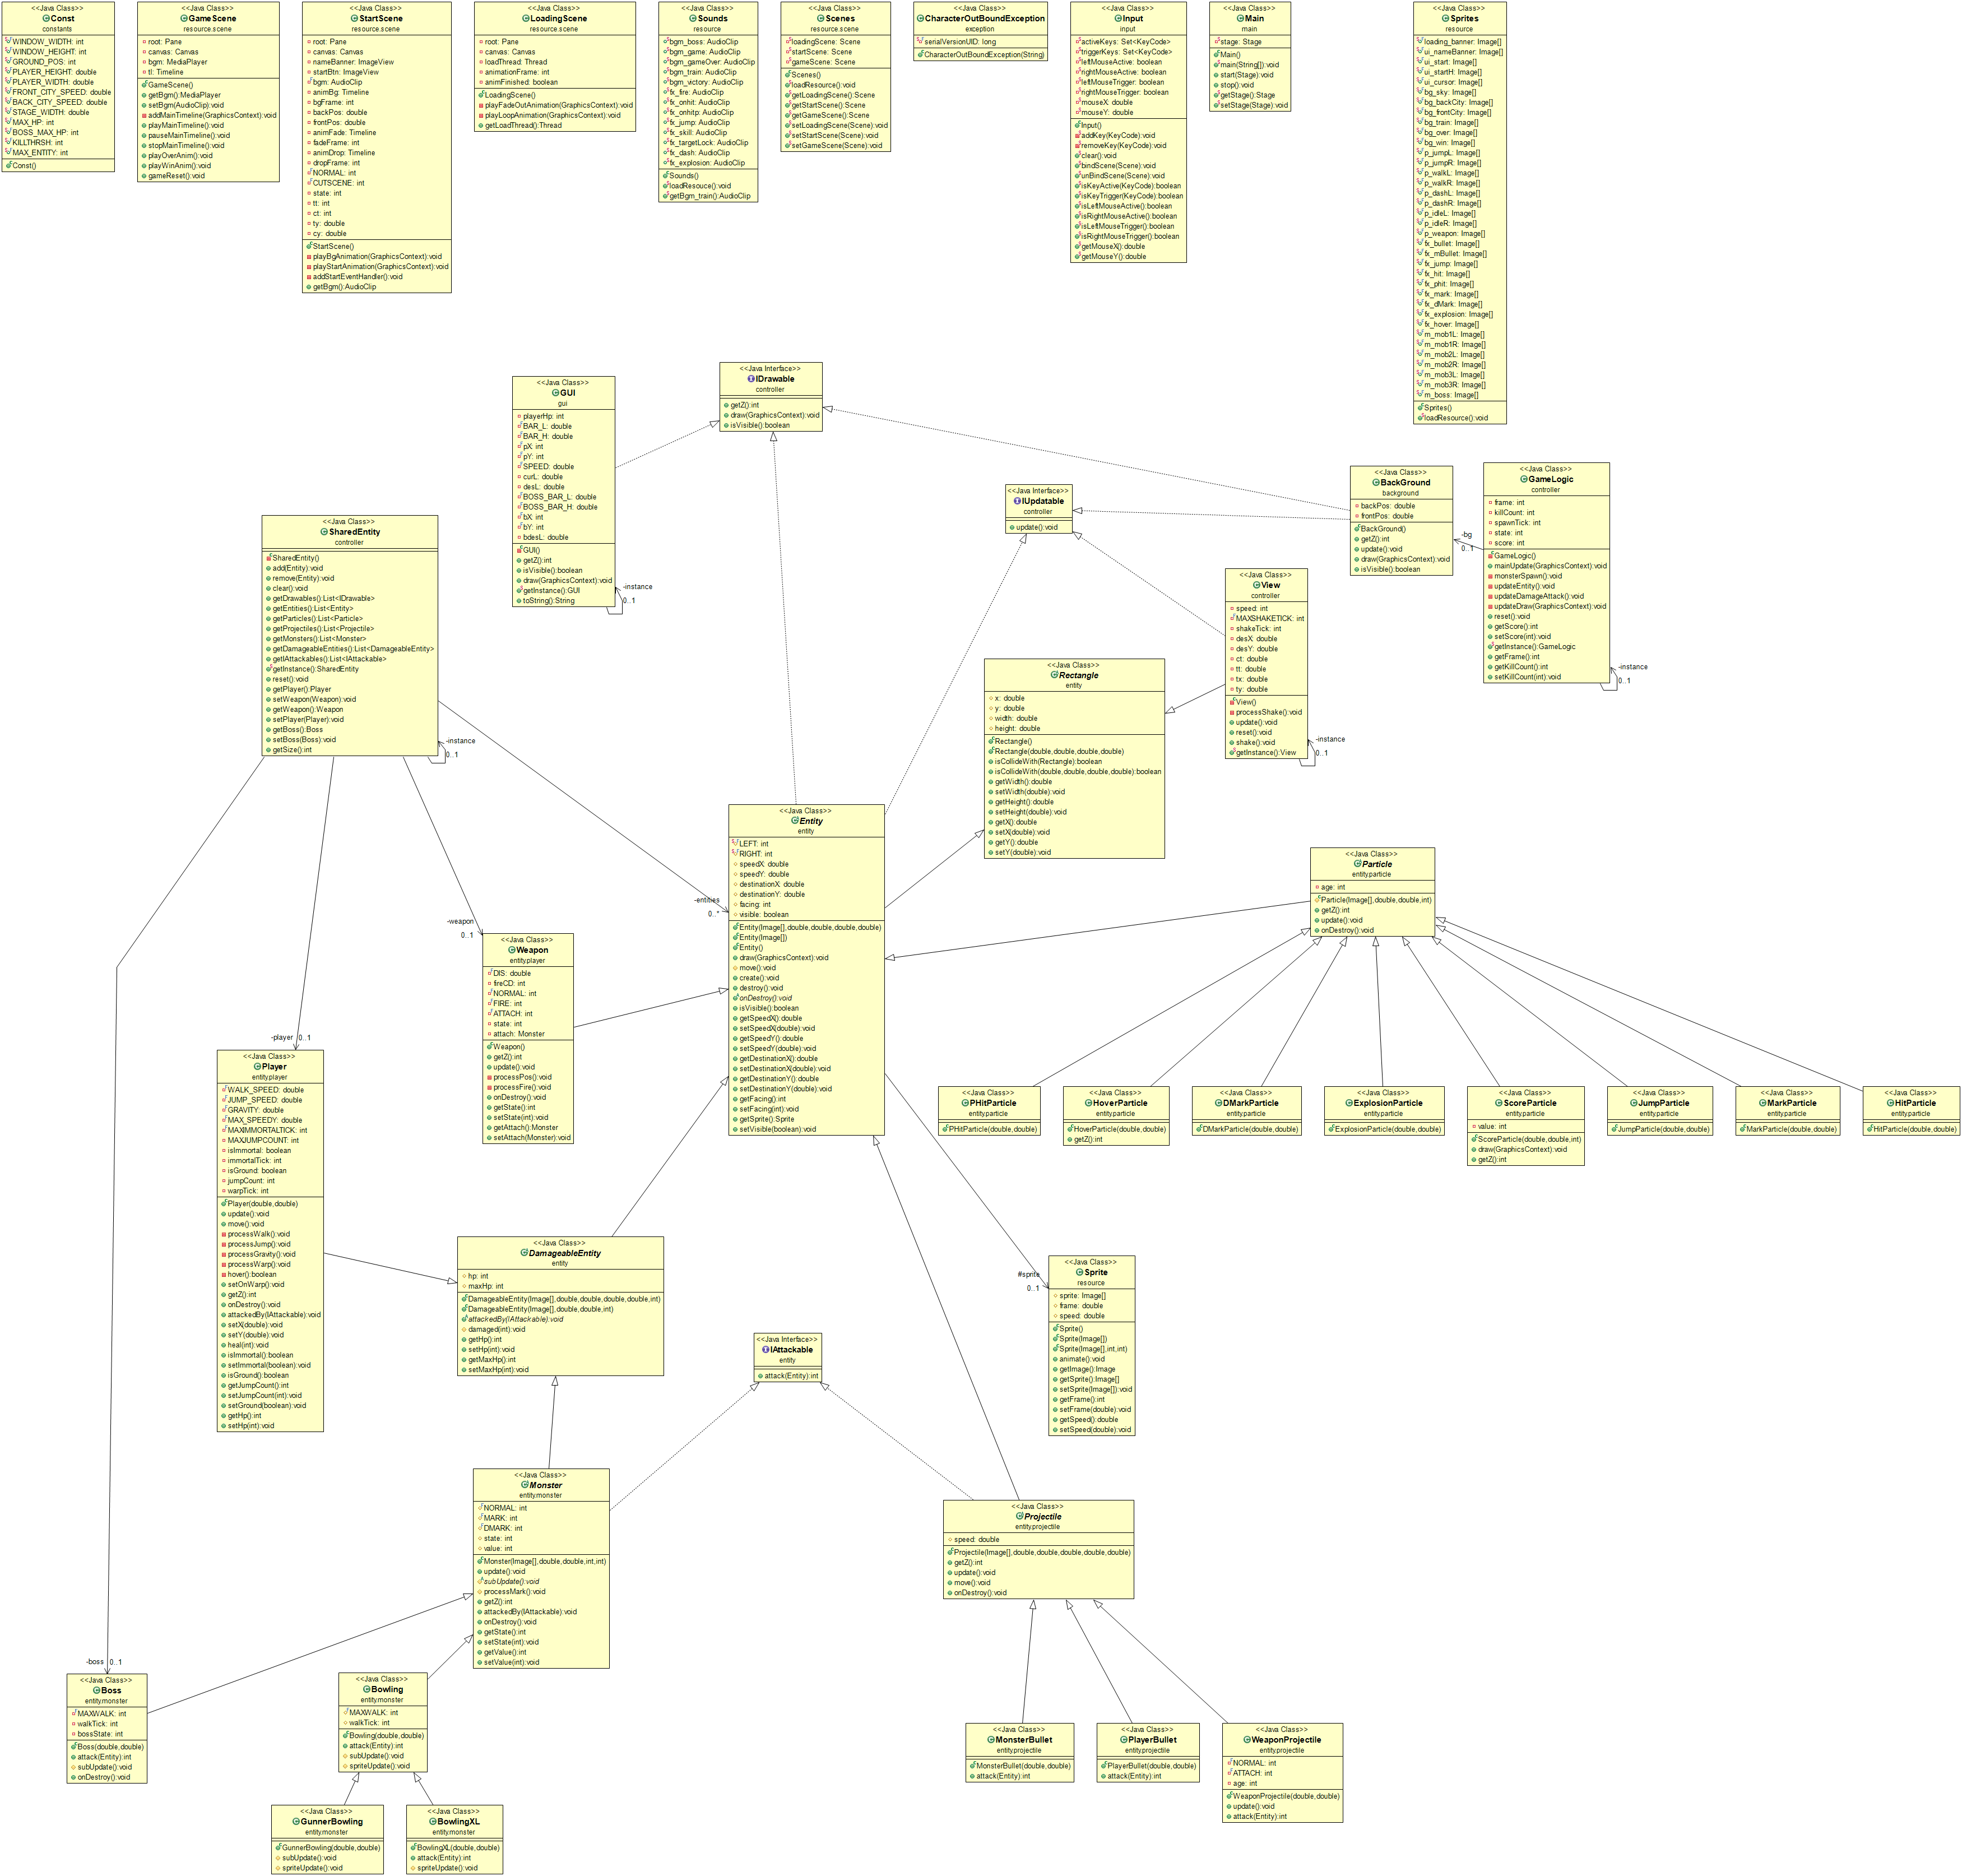 <<Java Class>>
Const
constants
WINDOW_WIDTH: int
WINDOW_HEIGHT: int
GROUND_POS: int
PLAYER_HEIGHT: double
PLAYER_WIDTH: double
FRONT_CITY_SPEED: double
BACK_CITY_SPEED: double
STAGE_WIDTH: double
MAX_HP: int
BOSS_MAX_HP: int
KILLTHRSH: int
MAX_ENTITY: int
Const()
<<Java Class>>
GameScene
resource.scene
root: Pane
canvas: Canvas
bgm: MediaPlayer
tl: Timeline
GameScene()
getBgm():MediaPlayer
setBgm(AudioClip):void
addMainTimeline(GraphicsContext):void
playMainTimeline():void
pauseMainTimeline():void
stopMainTimeline():void
playOverAnim():void
playWinAnim():void
gameReset():void
<<Java Class>>
StartScene
resource.scene
root: Pane
canvas: Canvas
nameBanner: ImageView
startBtn: ImageView
bgm: AudioClip
animBg: Timeline
bgFrame: int
backPos: double
frontPos: double
animFade: Timeline
fadeFrame: int
animDrop: Timeline
dropFrame: int
NORMAL: int
CUTSCENE: int
state: int
tt: int
ct: int
ty: double
cy: double
StartScene()
playBgAnimation(GraphicsContext):void
playStartAnimation(GraphicsContext):void
addStartEventHandler():void
getBgm():AudioClip
<<Java Class>>
LoadingScene
resource.scene
root: Pane
canvas: Canvas
loadThread: Thread
animationFrame: int
animFinished: boolean
LoadingScene()
playFadeOutAnimation(GraphicsContext):void
playLoopAnimation(GraphicsContext):void
getLoadThread():Thread
<<Java Class>>
Sounds
resource
bgm_boss: AudioClip
bgm_game: AudioClip
bgm_gameOver: AudioClip
bgm_train: AudioClip
bgm_victory: AudioClip
fx_fire: AudioClip
fx_onhit: AudioClip
fx_onhitp: AudioClip
fx_jump: AudioClip
fx_skill: AudioClip
fx_targetLock: AudioClip
fx_dash: AudioClip
fx_explosion: AudioClip
Sounds()
loadResouce():void
getBgm_train():AudioClip
<<Java Class>>
Scenes
resource.scene
loadingScene: Scene
startScene: Scene
gameScene: Scene
Scenes()
loadResource():void
getLoadingScene():Scene
getStartScene():Scene
getGameScene():Scene
setLoadingScene(Scene):void
setStartScene(Scene):void
setGameScene(Scene):void
<<Java Class>>
CharacterOutBoundException
exception
serialVersionUID: long
CharacterOutBoundException(String)
<<Java Class>>
Input
input
activeKeys: Set<KeyCode>
triggerKeys: Set<KeyCode>
leftMouseActive: boolean
rightMouseActive: boolean
leftMouseTrigger: boolean
rightMouseTrigger: boolean
mouseX: double
mouseY: double
Input()
addKey(KeyCode):void
removeKey(KeyCode):void
clear():void
bindScene(Scene):void
unBindScene(Scene):void
isKeyActive(KeyCode):boolean
isKeyTrigger(KeyCode):boolean
isLeftMouseActive():boolean
isRightMouseActive():boolean
isLeftMouseTrigger():boolean
isRightMouseTrigger():boolean
getMouseX():double
getMouseY():double
<<Java Class>>
Main
main
stage: Stage
Main()
main(String[]):void
start(Stage):void
stop():void
getStage():Stage
setStage(Stage):void
<<Java Class>>
Sprites
resource
loading_banner: Image[]
ui_nameBanner: Image[]
ui_start: Image[]
ui_startH: Image[]
ui_cursor: Image[]
bg_sky: Image[]
bg_backCity: Image[]
bg_frontCity: Image[]
bg_train: Image[]
bg_over: Image[]
bg_win: Image[]
p_jumpL: Image[]
p_jumpR: Image[]
p_walkL: Image[]
p_walkR: Image[]
p_dashL: Image[]
p_dashR: Image[]
p_idleL: Image[]
p_idleR: Image[]
p_weapon: Image[]
fx_bullet: Image[]
fx_mBullet: Image[]
fx_jump: Image[]
fx_hit: Image[]
fx_phit: Image[]
fx_mark: Image[]
fx_dMark: Image[]
fx_explosion: Image[]
fx_hover: Image[]
m_mob1L: Image[]
m_mob1R: Image[]
m_mob2L: Image[]
m_mob2R: Image[]
m_mob3L: Image[]
m_mob3R: Image[]
m_boss: Image[]
Sprites()
loadResource():void
<<Java Class>>
GUI
gui
playerHp: int
BAR_L: double
BAR_H: double
pX: int
pY: int
SPEED: double
curL: double
desL: double
BOSS_BAR_L: double
BOSS_BAR_H: double
bX: int
bY: int
bdesL: double
GUI()
getZ():int
isVisible():boolean
draw(GraphicsContext):void
getInstance():GUI
toString():String
-instance
0..1
<<Java Interface>>
IDrawable
controller
getZ():int
draw(GraphicsContext):void
isVisible():boolean
<<Java Interface>>
IUpdatable
controller
update():void
<<Java Class>>
BackGround
background
backPos: double
frontPos: double
BackGround()
getZ():int
update():void
draw(GraphicsContext):void
isVisible():boolean
-bg
0..1
<<Java Class>>
GameLogic
controller
frame: int
killCount: int
spawnTick: int
state: int
score: int
GameLogic()
mainUpdate(GraphicsContext):void
monsterSpawn():void
updateEntity():void
updateDamageAttack():void
updateDraw(GraphicsContext):void
reset():void
getScore():int
setScore(int):void
getInstance():GameLogic
getFrame():int
getKillCount():int
setKillCount(int):void
-instance
0..1
<<Java Class>>
SharedEntity
controller
SharedEntity()
add(Entity):void
remove(Entity):void
clear():void
getDrawables():List<IDrawable>
getEntities():List<Entity>
getParticles():List<Particle>
getProjectiles():List<Projectile>
getMonsters():List<Monster>
getDamageableEntities():List<DamageableEntity>
getIAttackables():List<IAttackable>
getInstance():SharedEntity
reset():void
getPlayer():Player
setWeapon(Weapon):void
getWeapon():Weapon
setPlayer(Player):void
getBoss():Boss
setBoss(Boss):void
getSize():int
-instance
0..1
<<Java Class>>
View
controller
speed: int
MAXSHAKETICK: int
shakeTick: int
desX: double
desY: double
ct: double
tt: double
tx: double
ty: double
View()
processShake():void
update():void
reset():void
shake():void
getInstance():View
-instance
0..1
<<Java Class>>
Rectangle
entity
x: double
y: double
width: double
height: double
Rectangle()
Rectangle(double,double,double,double)
isCollideWith(Rectangle):boolean
isCollideWith(double,double,double,double):boolean
getWidth():double
setWidth(double):void
getHeight():double
setHeight(double):void
getX():double
setX(double):void
getY():double
setY(double):void
<<Java Class>>
Entity
entity
LEFT: int
RIGHT: int
speedX: double
speedY: double
destinationX: double
destinationY: double
facing: int
visible: boolean
Entity(Image[],double,double,double,double)
Entity(Image[])
Entity()
draw(GraphicsContext):void
move():void
create():void
destroy():void
onDestroy():void
isVisible():boolean
getSpeedX():double
setSpeedX(double):void
getSpeedY():double
setSpeedY(double):void
getDestinationX():double
setDestinationX(double):void
getDestinationY():double
setDestinationY(double):void
getFacing():int
setFacing(int):void
getSprite():Sprite
setVisible(boolean):void
-entities
0..*
<<Java Class>>
Particle
entity.particle
age: int
Particle(Image[],double,double,int)
getZ():int
update():void
onDestroy():void
-weapon
0..1
<<Java Class>>
Weapon
entity.player
DIS: double
fireCD: int
NORMAL: int
FIRE: int
ATTACH: int
state: int
attach: Monster
Weapon()
getZ():int
update():void
processPos():void
processFire():void
onDestroy():void
getState():int
setState(int):void
getAttach():Monster
setAttach(Monster):void
-player
0..1
<<Java Class>>
Player
entity.player
WALK_SPEED: double
JUMP_SPEED: double
GRAVITY: double
MAX_SPEEDY: double
MAXIMMORTALTICK: int
MAXJUMPCOUNT: int
isImmortal: boolean
immortalTick: int
isGround: boolean
jumpCount: int
warpTick: int
Player(double,double)
update():void
move():void
processWalk():void
processJump():void
processGravity():void
processWarp():void
hover():boolean
setOnWarp():void
getZ():int
onDestroy():void
attackedBy(IAttackable):void
setX(double):void
setY(double):void
heal(int):void
isImmortal():boolean
setImmortal(boolean):void
isGround():boolean
getJumpCount():int
setJumpCount(int):void
setGround(boolean):void
getHp():int
setHp(int):void
<<Java Class>>
PHitParticle
entity.particle
PHitParticle(double,double)
<<Java Class>>
HoverParticle
entity.particle
HoverParticle(double,double)
getZ():int
<<Java Class>>
DMarkParticle
entity.particle
DMarkParticle(double,double)
<<Java Class>>
ExplosionParticle
entity.particle
ExplosionParticle(double,double)
<<Java Class>>
ScoreParticle
entity.particle
value: int
ScoreParticle(double,double,int)
draw(GraphicsContext):void
getZ():int
<<Java Class>>
JumpParticle
entity.particle
JumpParticle(double,double)
<<Java Class>>
MarkParticle
entity.particle
MarkParticle(double,double)
<<Java Class>>
HitParticle
entity.particle
HitParticle(double,double)
<<Java Class>>
DamageableEntity
entity
hp: int
maxHp: int
DamageableEntity(Image[],double,double,double,double,int)
DamageableEntity(Image[],double,double,int)
attackedBy(IAttackable):void
damaged(int):void
getHp():int
setHp(int):void
getMaxHp():int
setMaxHp(int):void
#sprite
0..1
<<Java Class>>
Sprite
resource
sprite: Image[]
frame: double
speed: double
Sprite()
Sprite(Image[])
Sprite(Image[],int,int)
animate():void
getImage():Image
getSprite():Image[]
setSprite(Image[]):void
getFrame():int
setFrame(double):void
getSpeed():double
setSpeed(double):void
<<Java Interface>>
IAttackable
entity
attack(Entity):int
<<Java Class>>
Monster
entity.monster
NORMAL: int
MARK: int
DMARK: int
state: int
value: int
Monster(Image[],double,double,int,int)
update():void
subUpdate():void
processMark():void
getZ():int
attackedBy(IAttackable):void
onDestroy():void
getState():int
setState(int):void
getValue():int
setValue(int):void
<<Java Class>>
Projectile
entity.projectile
speed: double
Projectile(Image[],double,double,double,double,double)
getZ():int
update():void
move():void
onDestroy():void
-boss
0..1
<<Java Class>>
Boss
entity.monster
MAXWALK: int
walkTick: int
bossState: int
Boss(double,double)
attack(Entity):int
subUpdate():void
onDestroy():void
<<Java Class>>
Bowling
entity.monster
MAXWALK: int
walkTick: int
Bowling(double,double)
attack(Entity):int
subUpdate():void
spriteUpdate():void
<<Java Class>>
MonsterBullet
entity.projectile
MonsterBullet(double,double)
attack(Entity):int
<<Java Class>>
PlayerBullet
entity.projectile
PlayerBullet(double,double)
attack(Entity):int
<<Java Class>>
WeaponProjectile
entity.projectile
NORMAL: int
ATTACH: int
age: int
WeaponProjectile(double,double)
update():void
attack(Entity):int
<<Java Class>>
GunnerBowling
entity.monster
GunnerBowling(double,double)
subUpdate():void
spriteUpdate():void
<<Java Class>>
BowlingXL
entity.monster
BowlingXL(double,double)
attack(Entity):int
spriteUpdate():void